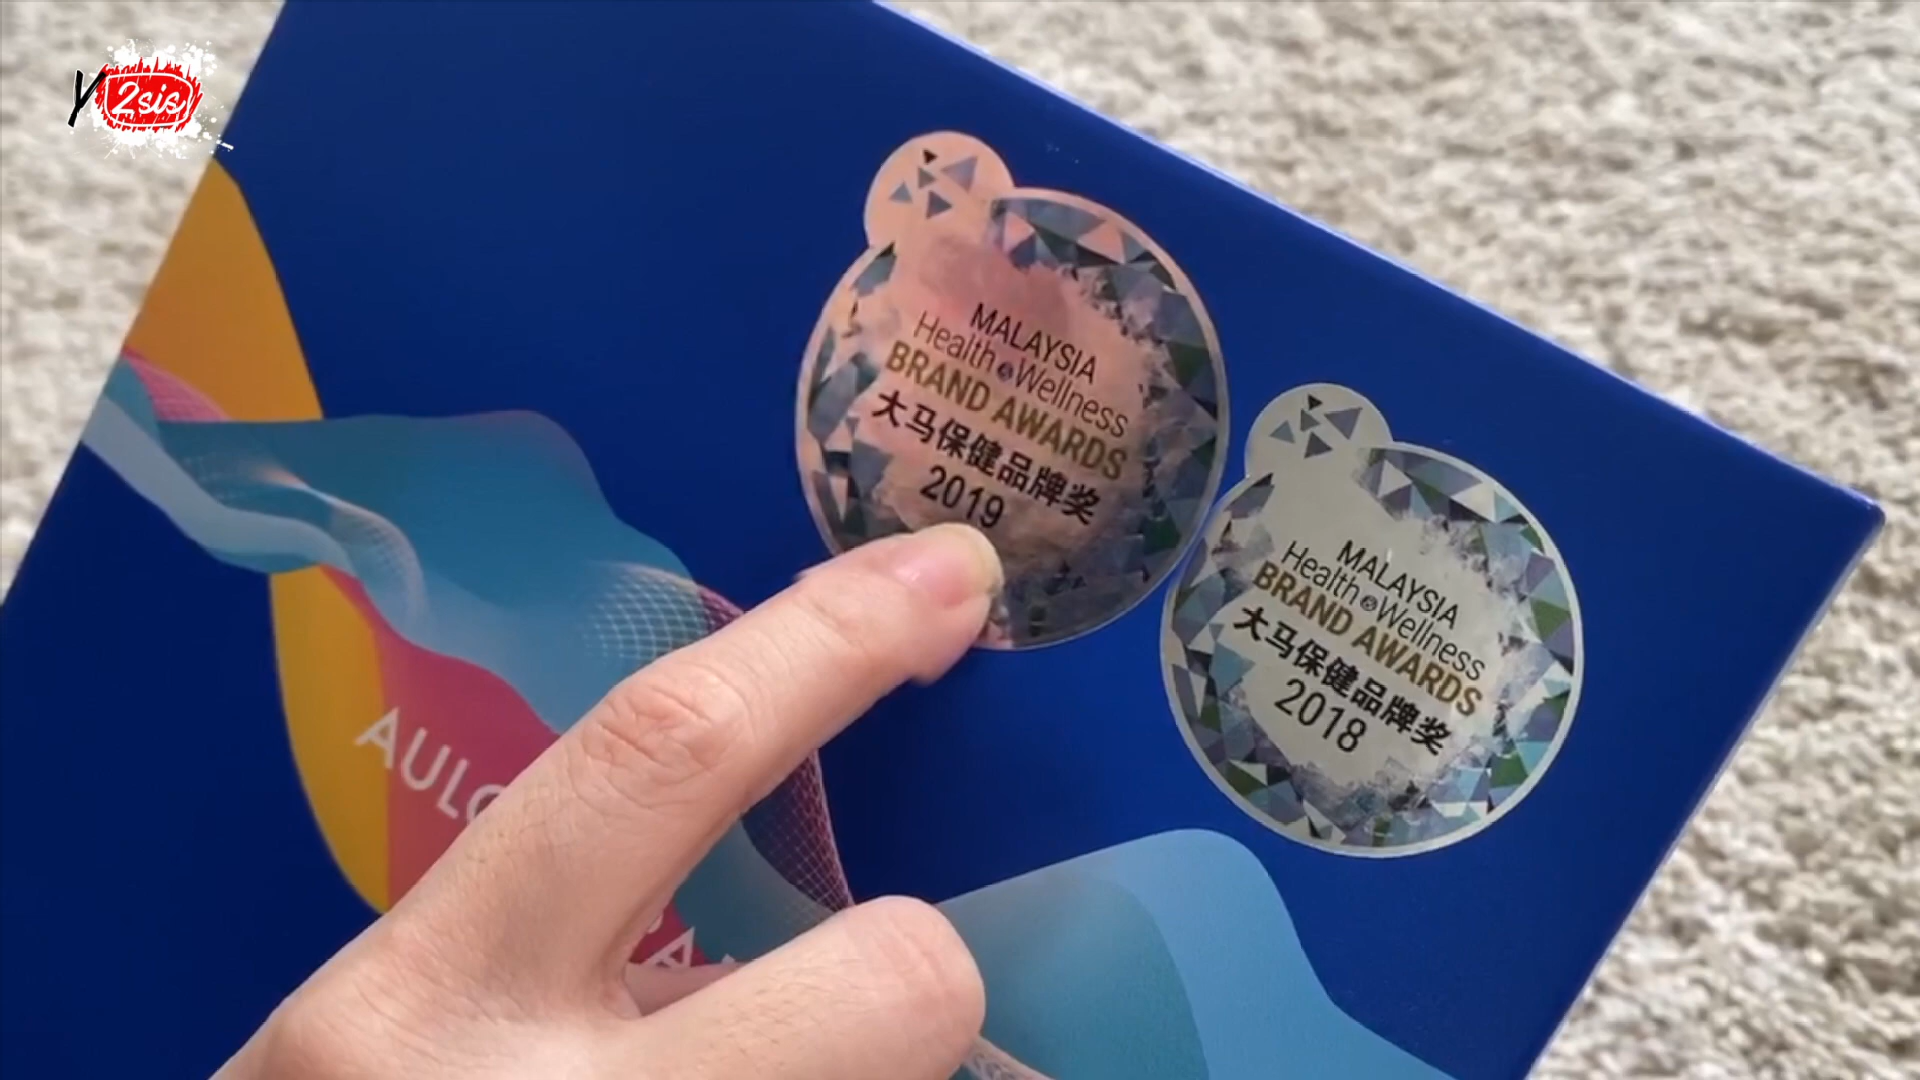 Y2sis
MALAYSIA
Health & Wellness
BRAND AWARDS
大马保健品牌奖
2019
MALAYSIA
Health & Wellness
BRAND AWARDS
大马保健品牌奖
2018